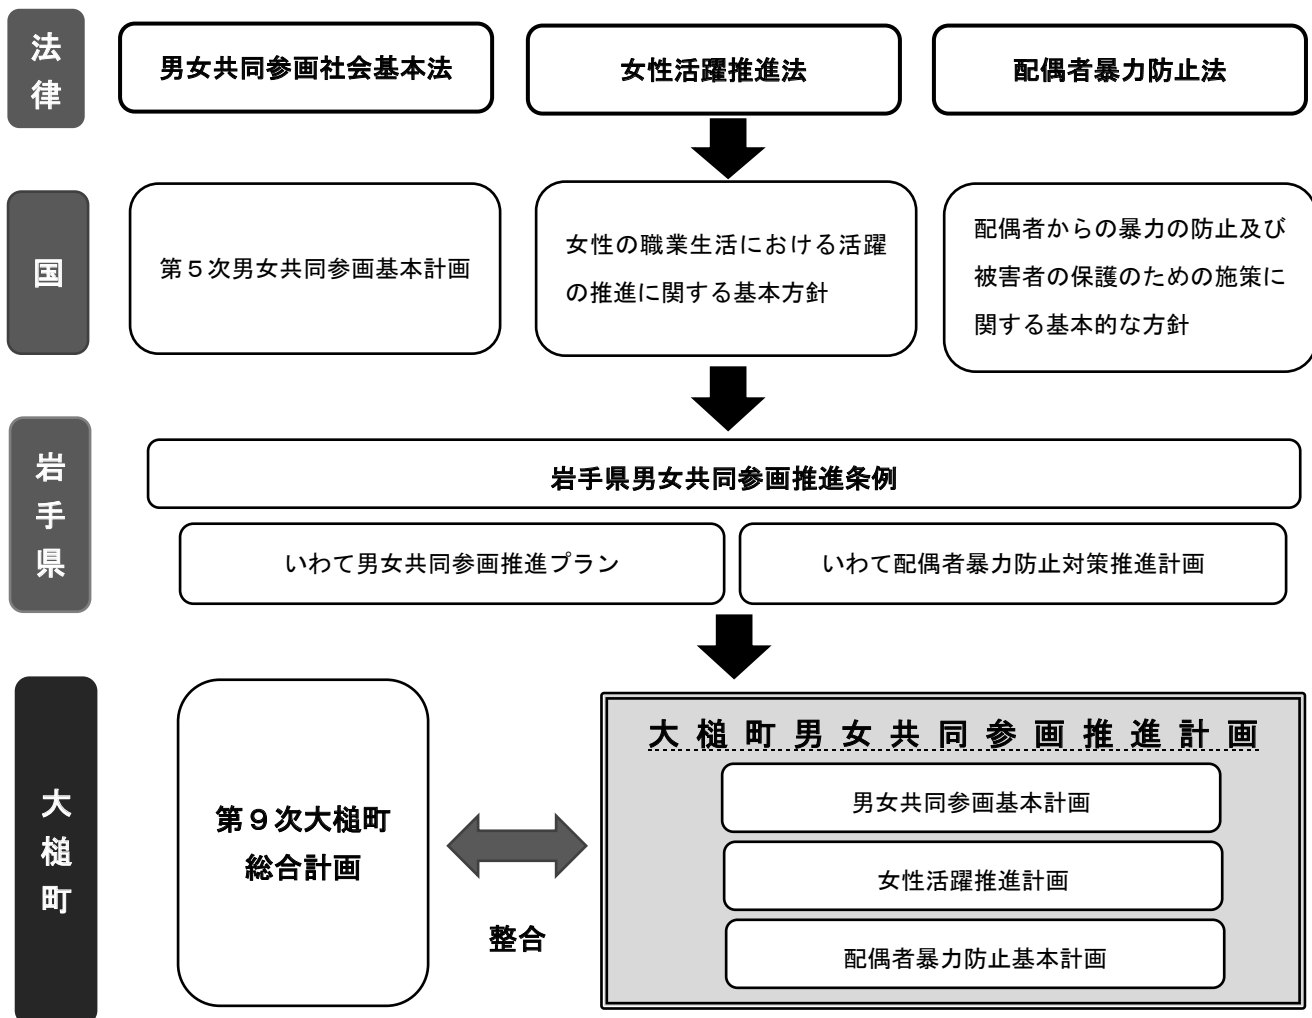 法律
男女共同参画社会基本法
女性活躍推進法
配偶者暴力防止法
国
第５次男女共同参画基本計画
女性の職業生活における活躍
の推進に関する基本方針
配偶者からの暴力の防止及び
被害者の保護のための施策に
関する基本的な方針
岩手県
岩手県男女共同参画推進条例
いわて男女共同参画推進プラン
いわて配偶者暴力防止対策推進計画
大槌町
第９次大槌町
総合計画
整合
大槌町男女共同参画推進計画
男女共同参画基本計画
女性活躍推進計画
配偶者暴力防止基本計画